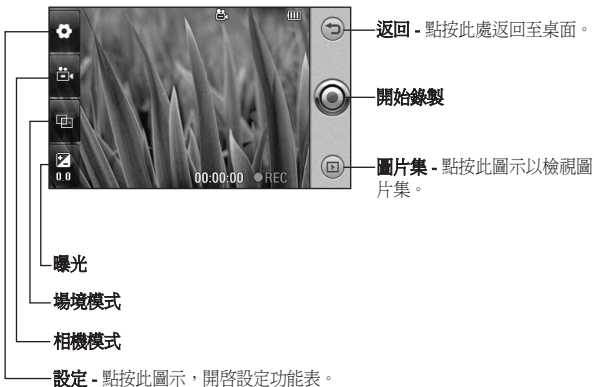 返回 - 點按此處返回至桌面。
開始錄製
圖片集 - 點按此圖示以檢視圖
片集。
0.0
00:00:00 ●REC
曝光
場境模式
相機模式
設定 - 點按此圖示，開啓設定功能表。